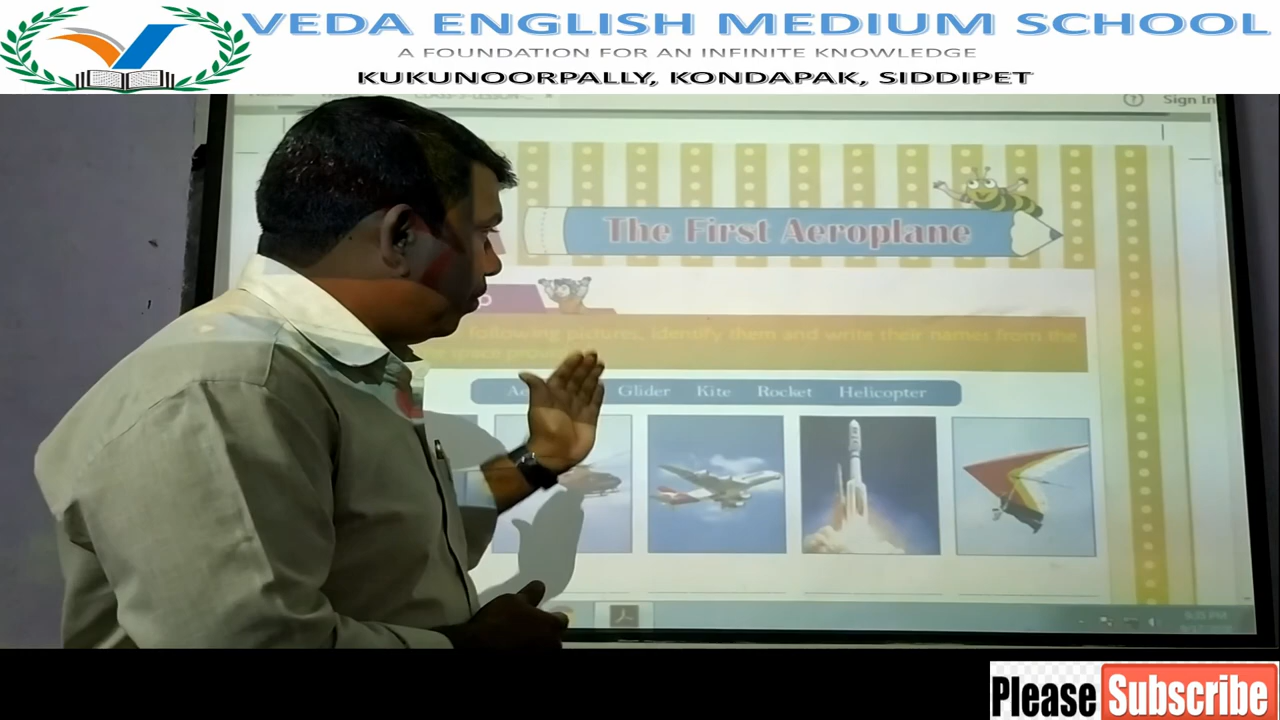 VEDA ENGLISH MEDIUM SCHOOL
A FOUNDATION FOR AN INFINITE KNOWLEDGE
KUKUNOORPALLY, KONDAPAK, SIDDIPET
Sign In
The First Aeroplane
following pictures, identify them and write their names from the
space
Glider Kite Rocket Helicopter
Please Subscribe